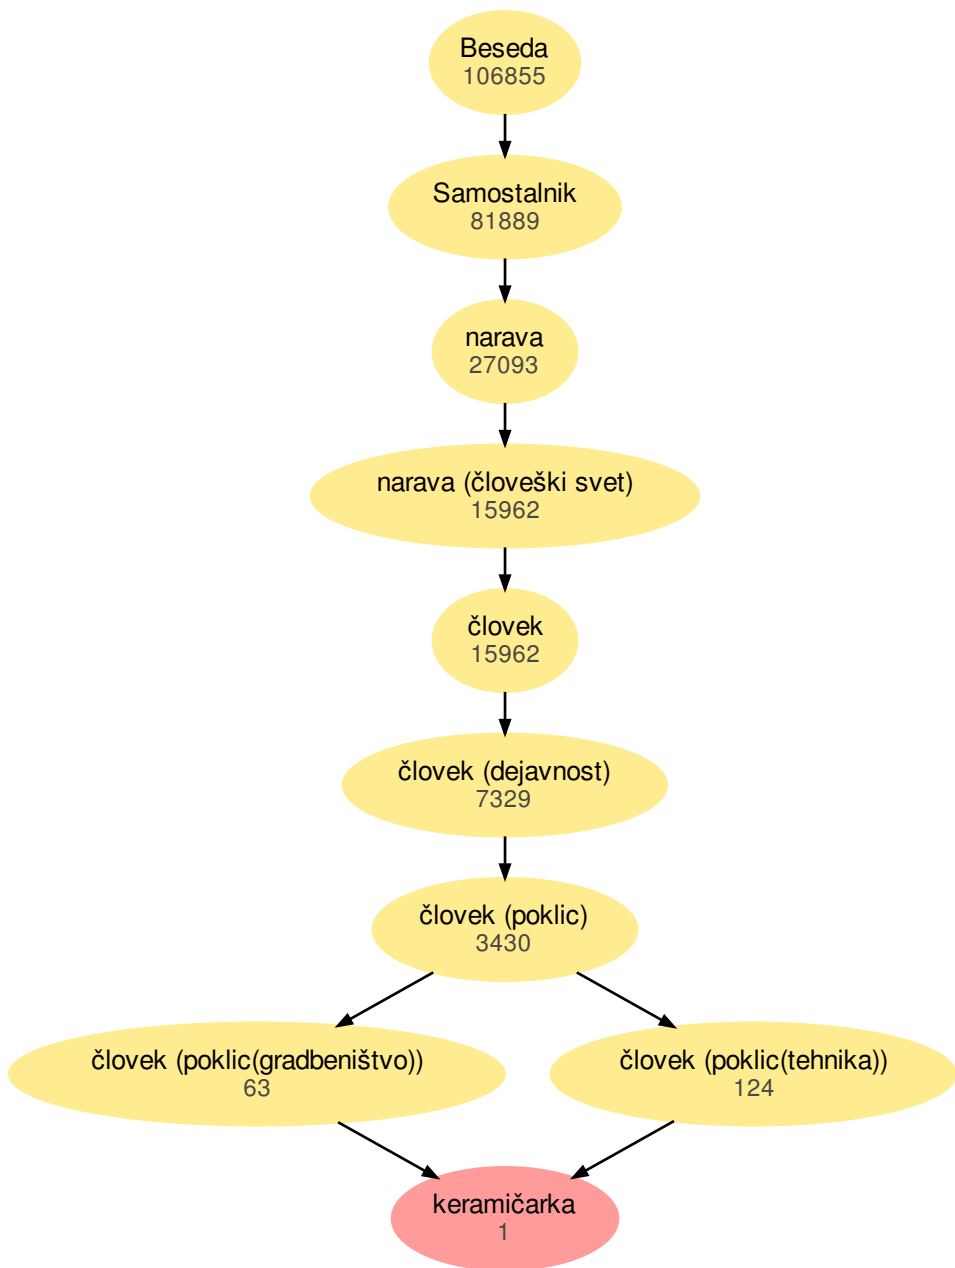 Beseda
106855
Samostalnik
81889
narava
27093
narava (človeški svet)
15962
človek
15962
človek (dejavnost)
7329
človek (poklic)
3430
človek (poklic(gradbeništvo))
63
človek (poklic(tehnika))
124
keramičarka
1